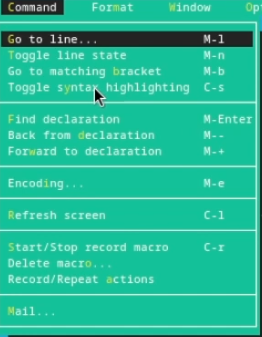 Command Format Window Op
Go to line... M-l
Toggle line state M-n
Go to matching bracket M-b
Toggle syntax highlighting C-s
Find declaration M-Enter
Back from declaration M--
Forward to declaration M-+
Encoding... M-e
Refresh screen C-l
Start/Stop record macro C-r
Delete macro...
Record/Repeat actions
Mail...